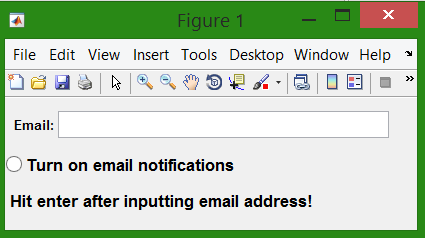 Figure 1
File Edit View Insert Tools Desktop Window Help
Email:
Turn on email notifications
Hit enter after inputting email address!